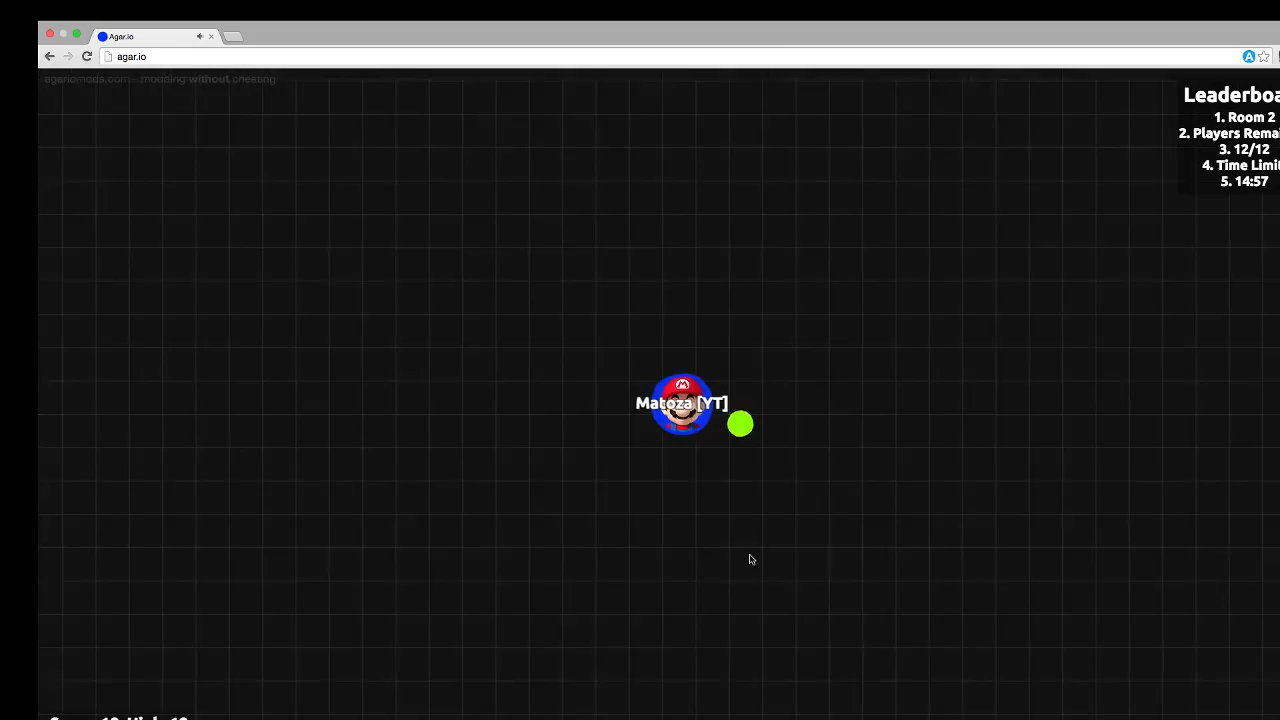 Agar.io
agar.io
agariomods.com - modding without cheating
Leaderboa
1. Room 2
2. Players Rema
3. 12/12
4. Time Limi
5. 14:57
M
Matoza [YT]